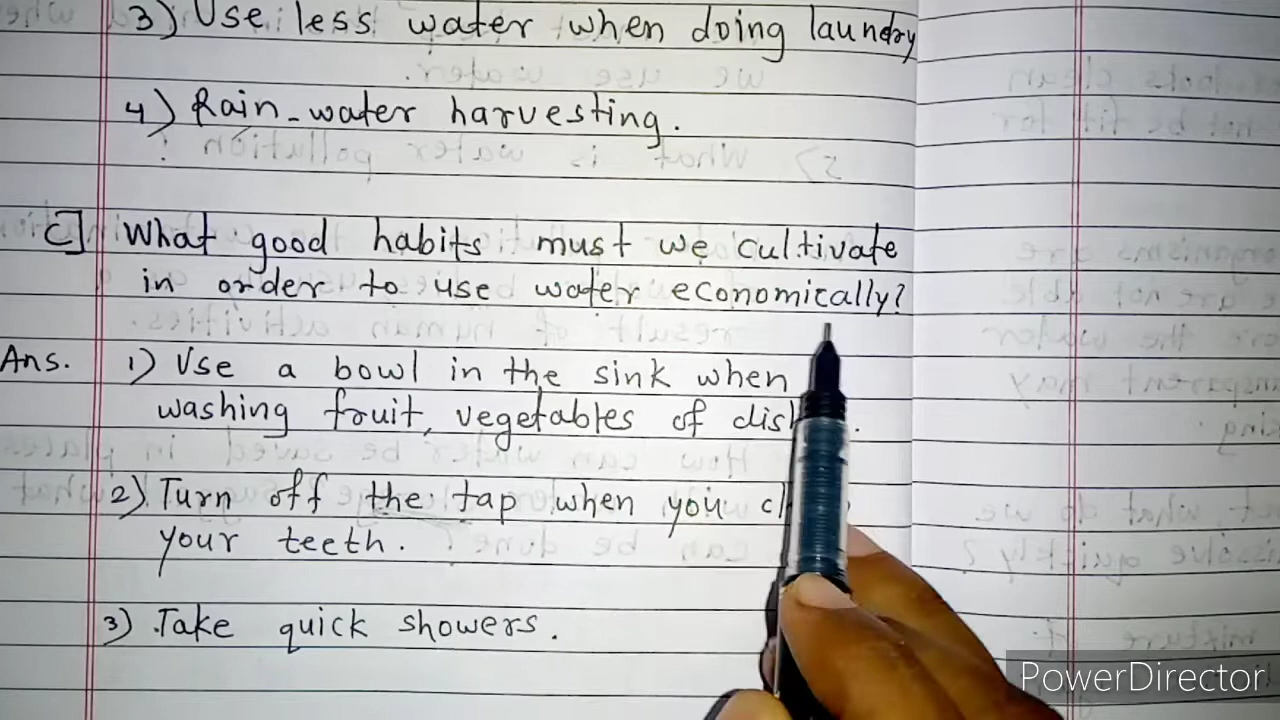 3) Use less water when doing laundry
4) Rain-water harvesting.
C] What good habits must we cultivate
in order to use water economically?
Ans. 1) Use a bowl in the sink when
washing fruit, vegetables of
2) Turn off the tap when you
your teeth.
3) Take quick showers.
PowerDirector